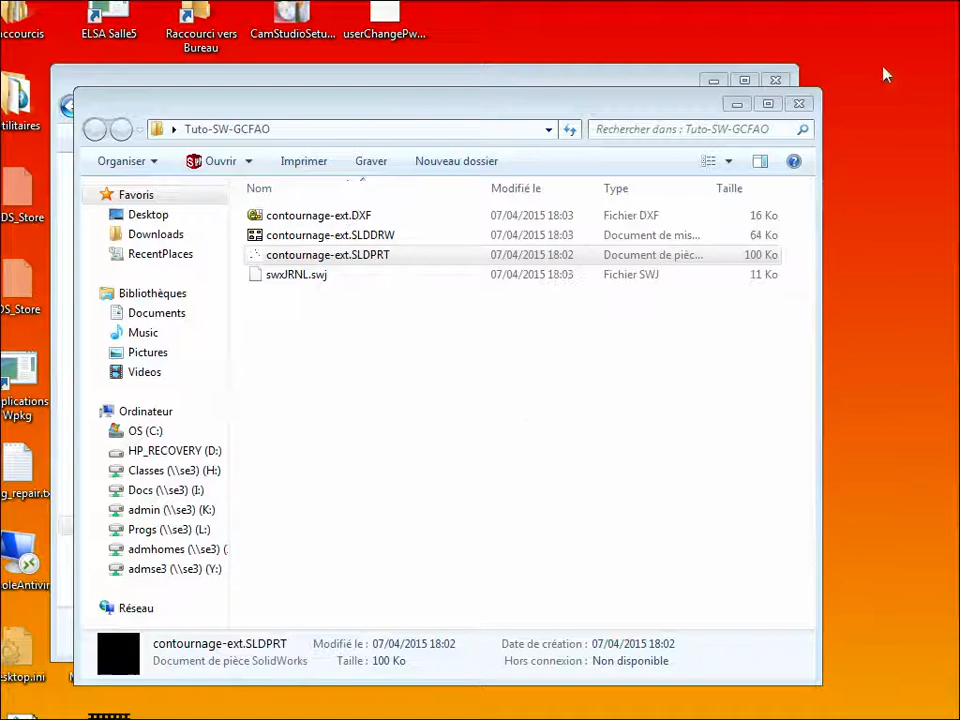 accourcis
ELSA Salle5
Raccourci vers
Bureau
CamStudioSetu...
userChangePw...
tilitaires
DS_Store
DS_Store
pplications
Wpkg
g_repair.tx
oleAntivir
esktop.ini
Tuto-SW-GCFAO
Rechercher dans : Tuto-SW-GCFAO
Organiser
Ouvrir
Imprimer
Graver
Nouveau dossier
Nom
Modifié le
Type
Taille
contournage-ext.DXF 07/04/2015 18:03 Fichier DXF 16 Ko
contournage-ext.SLDDRW 07/04/2015 18:03 Document de mis... 64 Ko
contournage-ext.SLDPRT 07/04/2015 18:02 Document de pièc... 100 Ko
swxJRNL.swj 07/04/2015 18:03 Fichier SWJ 11 Ko
Favoris
Desktop
Downloads
RecentPlaces
Bibliothèques
Documents
Music
Pictures
Videos
Ordinateur
OS (C:)
HP_RECOVERY (D:)
Classes (\\se3) (H:)
Docs (\\se3) (I:)
admin (\\se3) (K:)
Progs (\\se3) (L:)
admhomes (\\se3) (
admse3 (\\se3) (Y:)
Réseau
contournage-ext.SLDPRT Modifié le : 07/04/2015 18:02 Date de création : 07/04/2015 18:02
Document de pièce SolidWorks Taille : 100 Ko Hors connexion : Non disponible